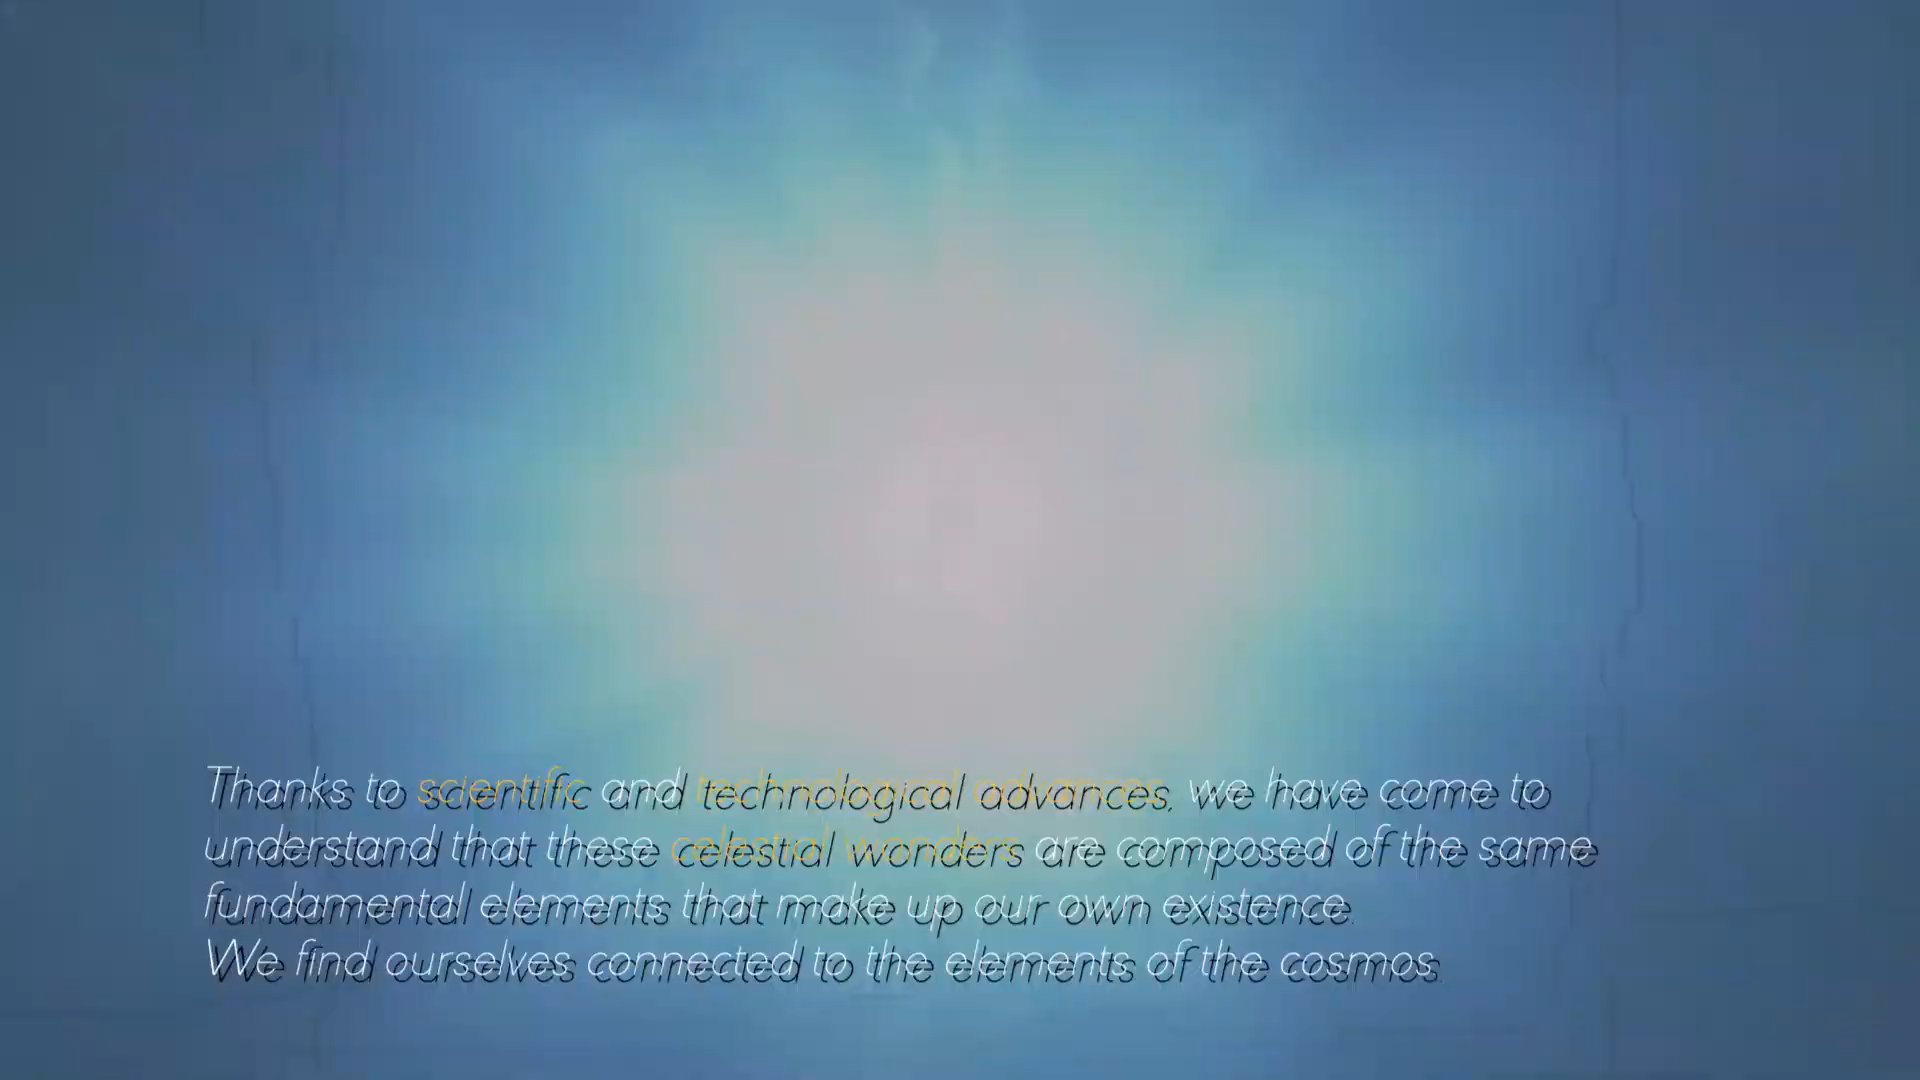 Thanks to scientific and technological advances, we have come to
understand that these celestial wonders are composed of the same
fundamental elements that make up our own existence.
We find ourselves connected to the elements of the cosmos.